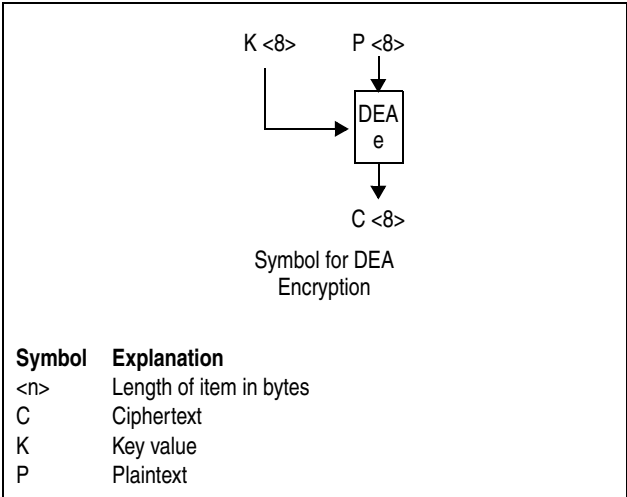 K <8> P <8>
DEA
e
C <8>
Symbol for DEA
Encryption
Symbol Explanation
<n> Length of item in bytes
C Ciphertext
K Key value
P Plaintext